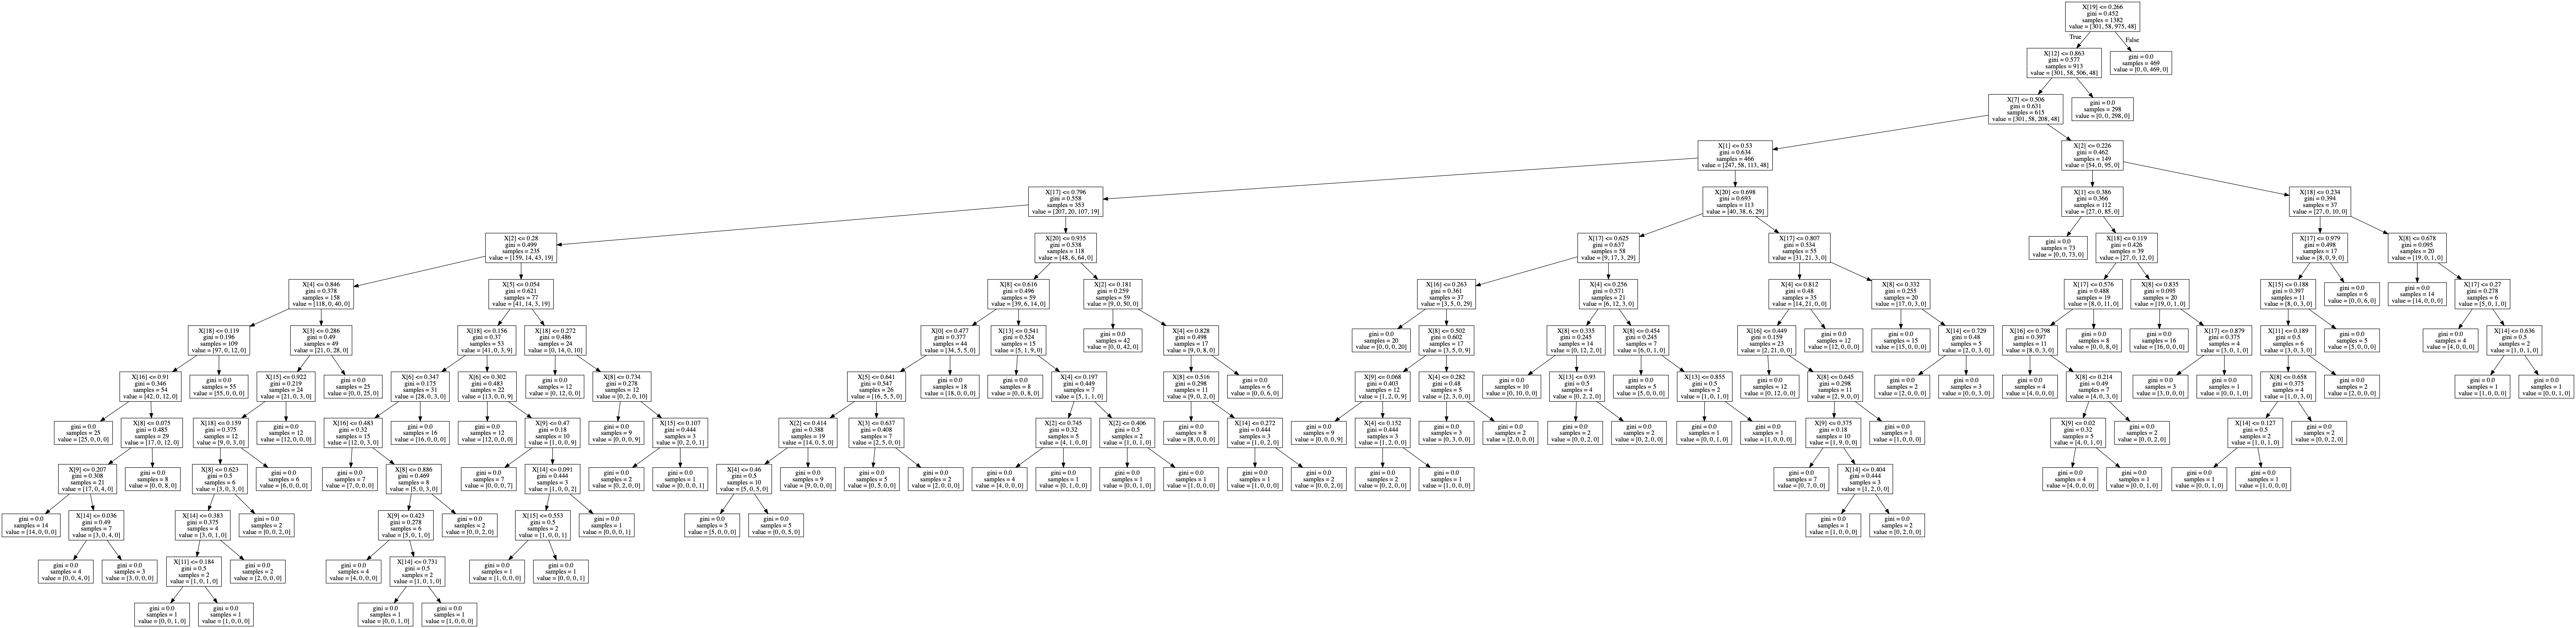 X[19] <= 0.266
gini = 0.452
samples = 1382
value = [301, 58, 975, 48]
True
False
X[12] <= 0.863
gini = 0.577
samples = 913
value = [301, 58, 506, 48]
gini = 0.0
samples = 469
value = [0, 0, 469, 0]
X[7] <= 0.506
gini = 0.631
samples = 615
value = [301, 58, 208, 48]
gini = 0.0
samples = 298
value = [0, 0, 298, 0]
X[1] <= 0.53
gini = 0.634
samples = 466
value = [247, 58, 113, 48]
X[2] <= 0.226
gini = 0.462
samples = 149
value = [54, 0, 95, 0]
X[17] <= 0.796
gini = 0.558
samples = 353
value = [207, 20, 107, 19]
X[20] <= 0.698
gini = 0.693
samples = 113
value = [40, 38, 6, 29]
X[1] <= 0.386
gini = 0.366
samples = 112
value = [27, 0, 85, 0]
X[18] <= 0.234
gini = 0.394
samples = 37
value = [27, 0, 10, 0]
X[2] <= 0.28
gini = 0.499
samples = 235
value = [159, 14, 43, 19]
X[20] <= 0.935
gini = 0.538
samples = 118
value = [48, 6, 64, 0]
X[17] <= 0.625
gini = 0.637
samples = 58
value = [9, 17, 3, 29]
X[17] <= 0.807
gini = 0.534
samples = 55
value = [31, 21, 3, 0]
gini = 0.0
samples = 73
value = [0, 0, 73, 0]
X[18] <= 0.119
gini = 0.426
samples = 39
value = [27, 0, 12, 0]
X[17] <= 0.979
gini = 0.498
samples = 17
value = [8, 0, 9, 0]
X[8] <= 0.678
gini = 0.095
samples = 20
value = [19, 0, 1, 0]
X[4] <= 0.846
gini = 0.378
samples = 158
value = [118, 0, 40, 0]
X[5] <= 0.054
gini = 0.621
samples = 77
value = [41, 14, 3, 19]
X[8] <= 0.616
gini = 0.496
samples = 59
value = [39, 6, 14, 0]
X[2] <= 0.181
gini = 0.259
samples = 59
value = [9, 0, 50, 0]
X[16] <= 0.263
gini = 0.361
samples = 37
value = [3, 5, 0, 29]
X[4] <= 0.256
gini = 0.571
samples = 21
value = [6, 12, 3, 0]
X[4] <= 0.812
gini = 0.48
samples = 35
value = [14, 21, 0, 0]
X[8] <= 0.332
gini = 0.255
samples = 20
value = [17, 0, 3, 0]
X[17] <= 0.576
gini = 0.488
samples = 19
value = [8, 0, 11, 0]
X[8] <= 0.835
gini = 0.095
samples = 20
value = [19, 0, 1, 0]
X[15] <= 0.188
gini = 0.397
samples = 11
value = [8, 0, 3, 0]
gini = 0.0
samples = 6
value = [0, 0, 6, 0]
gini = 0.0
samples = 14
value = [14, 0, 0, 0]
X[17] <= 0.27
gini = 0.278
samples = 6
value = [5, 0, 1, 0]
X[18] <= 0.119
gini = 0.196
samples = 109
value = [97, 0, 12, 0]
X[3] <= 0.286
gini = 0.49
samples = 49
value = [21, 0, 28, 0]
X[18] <= 0.156
gini = 0.37
samples = 53
value = [41, 0, 3, 9]
X[18] <= 0.272
gini = 0.486
samples = 24
value = [0, 14, 0, 10]
X[0] <= 0.477
gini = 0.377
samples = 44
value = [34, 5, 5, 0]
X[13] <= 0.541
gini = 0.524
samples = 15
value = [5, 1, 9, 0]
gini = 0.0
samples = 42
value = [0, 0, 42, 0]
X[4] <= 0.828
gini = 0.498
samples = 17
value = [9, 0, 8, 0]
gini = 0.0
samples = 20
value = [0, 0, 0, 20]
X[8] <= 0.502
gini = 0.602
samples = 17
value = [3, 5, 0, 9]
X[8] <= 0.335
gini = 0.245
samples = 14
value = [0, 12, 2, 0]
X[8] <= 0.454
gini = 0.245
samples = 7
value = [6, 0, 1, 0]
X[16] <= 0.449
gini = 0.159
samples = 23
value = [2, 21, 0, 0]
gini = 0.0
samples = 12
value = [12, 0, 0, 0]
gini = 0.0
samples = 15
value = [15, 0, 0, 0]
X[14] <= 0.729
gini = 0.48
samples = 5
value = [2, 0, 3, 0]
X[16] <= 0.798
gini = 0.397
samples = 11
value = [8, 0, 3, 0]
gini = 0.0
samples = 8
value = [0, 0, 8, 0]
gini = 0.0
samples = 16
value = [16, 0, 0, 0]
X[17] <= 0.879
gini = 0.375
samples = 4
value = [3, 0, 1, 0]
X[11] <= 0.189
gini = 0.5
samples = 6
value = [3, 0, 3, 0]
gini = 0.0
samples = 5
value = [5, 0, 0, 0]
gini = 0.0
samples = 4
value = [4, 0, 0, 0]
X[14] <= 0.636
gini = 0.5
samples = 2
value = [1, 0, 1, 0]
X[16] <= 0.91
gini = 0.346
samples = 54
value = [42, 0, 12, 0]
gini = 0.0
samples = 55
value = [55, 0, 0, 0]
X[15] <= 0.922
gini = 0.219
samples = 24
value = [21, 0, 3, 0]
gini = 0.0
samples = 25
value = [0, 0, 25, 0]
X[6] <= 0.347
gini = 0.175
samples = 31
value = [28, 0, 3, 0]
X[6] <= 0.302
gini = 0.483
samples = 22
value = [13, 0, 0, 9]
gini = 0.0
samples = 12
value = [0, 12, 0, 0]
X[8] <= 0.734
gini = 0.278
samples = 12
value = [0, 2, 0, 10]
X[5] <= 0.641
gini = 0.547
samples = 26
value = [16, 5, 5, 0]
gini = 0.0
samples = 18
value = [18, 0, 0, 0]
gini = 0.0
samples = 8
value = [0, 0, 8, 0]
X[4] <= 0.197
gini = 0.449
samples = 7
value = [5, 1, 1, 0]
X[8] <= 0.516
gini = 0.298
samples = 11
value = [9, 0, 2, 0]
gini = 0.0
samples = 6
value = [0, 0, 6, 0]
X[9] <= 0.068
gini = 0.403
samples = 12
value = [1, 2, 0, 9]
X[4] <= 0.282
gini = 0.48
samples = 5
value = [2, 3, 0, 0]
gini = 0.0
samples = 10
value = [0, 10, 0, 0]
X[13] <= 0.93
gini = 0.5
samples = 4
value = [0, 2, 2, 0]
gini = 0.0
samples = 5
value = [5, 0, 0, 0]
X[13] <= 0.855
gini = 0.5
samples = 2
value = [1, 0, 1, 0]
gini = 0.0
samples = 12
value = [0, 12, 0, 0]
X[8] <= 0.645
gini = 0.298
samples = 11
value = [2, 9, 0, 0]
gini = 0.0
samples = 2
value = [2, 0, 0, 0]
gini = 0.0
samples = 3
value = [0, 0, 3, 0]
gini = 0.0
samples = 4
value = [4, 0, 0, 0]
X[8] <= 0.214
gini = 0.49
samples = 7
value = [4, 0, 3, 0]
gini = 0.0
samples = 3
value = [3, 0, 0, 0]
gini = 0.0
samples = 1
value = [0, 0, 1, 0]
X[8] <= 0.658
gini = 0.375
samples = 4
value = [1, 0, 3, 0]
gini = 0.0
samples = 2
value = [2, 0, 0, 0]
gini = 0.0
samples = 1
value = [1, 0, 0, 0]
gini = 0.0
samples = 1
value = [0, 0, 1, 0]
gini = 0.0
samples = 25
value = [25, 0, 0, 0]
X[8] <= 0.075
gini = 0.485
samples = 29
value = [17, 0, 12, 0]
X[18] <= 0.159
gini = 0.375
samples = 12
value = [9, 0, 3, 0]
gini = 0.0
samples = 12
value = [12, 0, 0, 0]
X[16] <= 0.483
gini = 0.32
samples = 15
value = [12, 0, 3, 0]
gini = 0.0
samples = 16
value = [16, 0, 0, 0]
gini = 0.0
samples = 12
value = [12, 0, 0, 0]
X[9] <= 0.47
gini = 0.18
samples = 10
value = [1, 0, 0, 9]
gini = 0.0
samples = 9
value = [0, 0, 0, 9]
X[15] <= 0.107
gini = 0.444
samples = 3
value = [0, 2, 0, 1]
X[2] <= 0.414
gini = 0.388
samples = 19
value = [14, 0, 5, 0]
X[3] <= 0.637
gini = 0.408
samples = 7
value = [2, 5, 0, 0]
X[2] <= 0.745
gini = 0.32
samples = 5
value = [4, 1, 0, 0]
X[2] <= 0.406
gini = 0.5
samples = 2
value = [1, 0, 1, 0]
gini = 0.0
samples = 8
value = [8, 0, 0, 0]
X[14] <= 0.272
gini = 0.444
samples = 3
value = [1, 0, 2, 0]
gini = 0.0
samples = 9
value = [0, 0, 0, 9]
X[4] <= 0.152
gini = 0.444
samples = 3
value = [1, 2, 0, 0]
gini = 0.0
samples = 3
value = [0, 3, 0, 0]
gini = 0.0
samples = 2
value = [2, 0, 0, 0]
gini = 0.0
samples = 2
value = [0, 0, 2, 0]
gini = 0.0
samples = 2
value = [0, 2, 0, 0]
gini = 0.0
samples = 1
value = [0, 0, 1, 0]
gini = 0.0
samples = 1
value = [1, 0, 0, 0]
X[9] <= 0.375
gini = 0.18
samples = 10
value = [1, 9, 0, 0]
gini = 0.0
samples = 1
value = [1, 0, 0, 0]
X[9] <= 0.02
gini = 0.32
samples = 5
value = [4, 0, 1, 0]
gini = 0.0
samples = 2
value = [0, 0, 2, 0]
X[14] <= 0.127
gini = 0.5
samples = 2
value = [1, 0, 1, 0]
gini = 0.0
samples = 2
value = [0, 0, 2, 0]
X[9] <= 0.207
gini = 0.308
samples = 21
value = [17, 0, 4, 0]
gini = 0.0
samples = 8
value = [0, 0, 8, 0]
X[8] <= 0.623
gini = 0.5
samples = 6
value = [3, 0, 3, 0]
gini = 0.0
samples = 6
value = [6, 0, 0, 0]
gini = 0.0
samples = 7
value = [7, 0, 0, 0]
X[8] <= 0.886
gini = 0.469
samples = 8
value = [5, 0, 3, 0]
gini = 0.0
samples = 7
value = [0, 0, 0, 7]
X[14] <= 0.091
gini = 0.444
samples = 3
value = [1, 0, 0, 2]
gini = 0.0
samples = 2
value = [0, 2, 0, 0]
gini = 0.0
samples = 1
value = [0, 0, 0, 1]
X[4] <= 0.46
gini = 0.5
samples = 10
value = [5, 0, 5, 0]
gini = 0.0
samples = 9
value = [9, 0, 0, 0]
gini = 0.0
samples = 5
value = [0, 5, 0, 0]
gini = 0.0
samples = 2
value = [2, 0, 0, 0]
gini = 0.0
samples = 4
value = [4, 0, 0, 0]
gini = 0.0
samples = 1
value = [0, 1, 0, 0]
gini = 0.0
samples = 1
value = [0, 0, 1, 0]
gini = 0.0
samples = 1
value = [1, 0, 0, 0]
gini = 0.0
samples = 1
value = [1, 0, 0, 0]
gini = 0.0
samples = 2
value = [0, 0, 2, 0]
gini = 0.0
samples = 2
value = [0, 2, 0, 0]
gini = 0.0
samples = 1
value = [1, 0, 0, 0]
gini = 0.0
samples = 7
value = [0, 7, 0, 0]
X[14] <= 0.404
gini = 0.444
samples = 3
value = [1, 2, 0, 0]
gini = 0.0
samples = 4
value = [4, 0, 0, 0]
gini = 0.0
samples = 1
value = [0, 0, 1, 0]
gini = 0.0
samples = 1
value = [0, 0, 1, 0]
gini = 0.0
samples = 1
value = [1, 0, 0, 0]
gini = 0.0
samples = 14
value = [14, 0, 0, 0]
X[14] <= 0.036
gini = 0.49
samples = 7
value = [3, 0, 4, 0]
X[14] <= 0.383
gini = 0.375
samples = 4
value = [3, 0, 1, 0]
gini = 0.0
samples = 2
value = [0, 0, 2, 0]
X[9] <= 0.423
gini = 0.278
samples = 6
value = [5, 0, 1, 0]
gini = 0.0
samples = 2
value = [0, 0, 2, 0]
X[15] <= 0.553
gini = 0.5
samples = 2
value = [1, 0, 0, 1]
gini = 0.0
samples = 1
value = [0, 0, 0, 1]
gini = 0.0
samples = 5
value = [5, 0, 0, 0]
gini = 0.0
samples = 5
value = [0, 0, 5, 0]
gini = 0.0
samples = 1
value = [1, 0, 0, 0]
gini = 0.0
samples = 2
value = [0, 2, 0, 0]
gini = 0.0
samples = 4
value = [0, 0, 4, 0]
gini = 0.0
samples = 3
value = [3, 0, 0, 0]
X[11] <= 0.184
gini = 0.5
samples = 2
value = [1, 0, 1, 0]
gini = 0.0
samples = 2
value = [2, 0, 0, 0]
gini = 0.0
samples = 4
value = [4, 0, 0, 0]
X[14] <= 0.731
gini = 0.5
samples = 2
value = [1, 0, 1, 0]
gini = 0.0
samples = 1
value = [1, 0, 0, 0]
gini = 0.0
samples = 1
value = [0, 0, 0, 1]
gini = 0.0
samples = 1
value = [0, 0, 1, 0]
gini = 0.0
samples = 1
value = [1, 0, 0, 0]
gini = 0.0
samples = 1
value = [0, 0, 1, 0]
gini = 0.0
samples = 1
value = [1, 0, 0, 0]